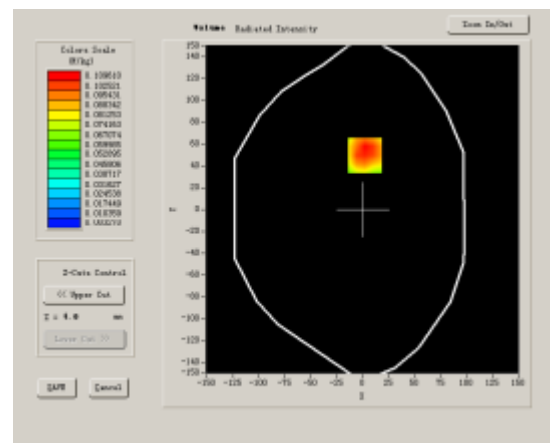 Volume Radiated Intensity
Zoom In/Out
Colors Scale
(W/kg)
0.109613
0.102521
0.095431
0.088342
0.081253
0.074163
0.067074
0.059985
0.052895
0.045806
0.038717
0.031627
0.024538
0.017449
0.010359
0.003270
Z-Cuts Control
<< Upper Cut
Z = 4.0 mm
Lower Cut >>
SAVE
Cancel
150
140
100
80
60
40
20
0
-20
-40
-60
-80
-100
-120
-140
-150
Y
-150 -125 -100 -75 -50 -25 0 25 50 75 100 125 150
X